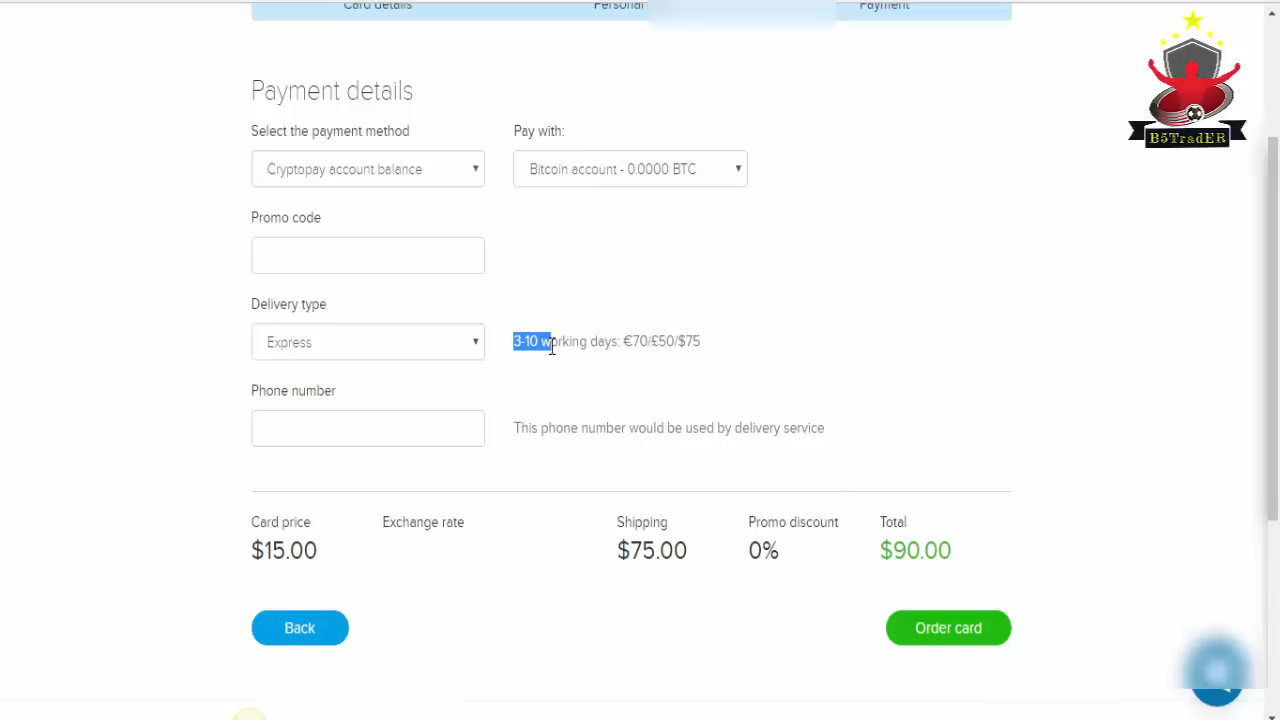 Card details Personal Payment
B5TradER
Payment details
Select the payment method Pay with:
Cryptopay account balance Bitcoin account - 0.0000 BTC
Promo code
Delivery type
Express 3-10 working days: €70/£50/$75
Phone number
This phone number would be used by delivery service
Card price Exchange rate Shipping Promo discount Total
$15.00 $75.00 0% $90.00
Back Order card